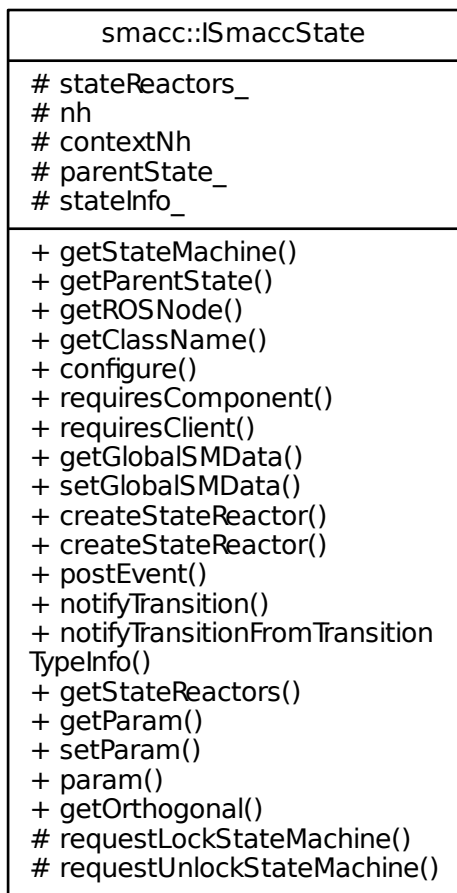 smacc::ISmaccState
# stateReactors_
# nh
# contextNh
# parentState_
# stateInfo_
+ getStateMachine()
+ getParentState()
+ getROSNode()
+ getClassName()
+ configure()
+ requiresComponent()
+ requiresClient()
+ getGlobalSMData()
+ setGlobalSMData()
+ createStateReactor()
+ createStateReactor()
+ postEvent()
+ notifyTransition()
+ notifyTransitionFromTransition
TypeInfo()
+ getStateReactors()
+ getParam()
+ setParam()
+ param()
+ getOrthogonal()
# requestLockStateMachine()
# requestUnlockStateMachine()